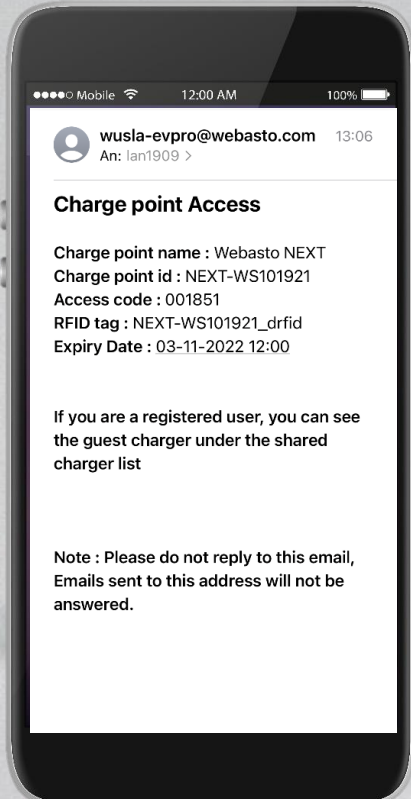 Mobile 12:00 AM 100%
wusla-evpro@webasto.com 13:06
An: Ian1909 >
Charge point Access
Charge point name : Webasto NEXT
Charge point id : NEXT-WS101921
Access code : 001851
RFID tag : NEXT-WS101921_drfid
Expiry Date : 03-11-2022 12:00
If you are a registered user, you can see
the guest charger under the shared
charger list
Note : Please do not reply to this email,
Emails sent to this address will not be
answered.